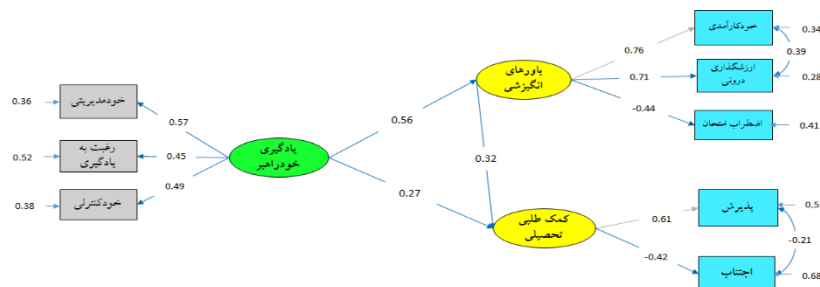 خودکارآمدی
0.34
0.76
0.39
باورهای
انگیزشی
0.71
ارزشگذاری
درونی
0.28
-0.44
اضطراب امتحان
0.41
0.36
خودمدیریتی
0.57
0.56
0.52
رغبت به
یادگیری
0.45
یادگیری
خودراهبر
0.32
0.38
خودکنترلی
0.49
0.27
کمک طلبی
تحصیلی
0.61
پذیرش
-0.21
-0.42
اجتناب
0.68